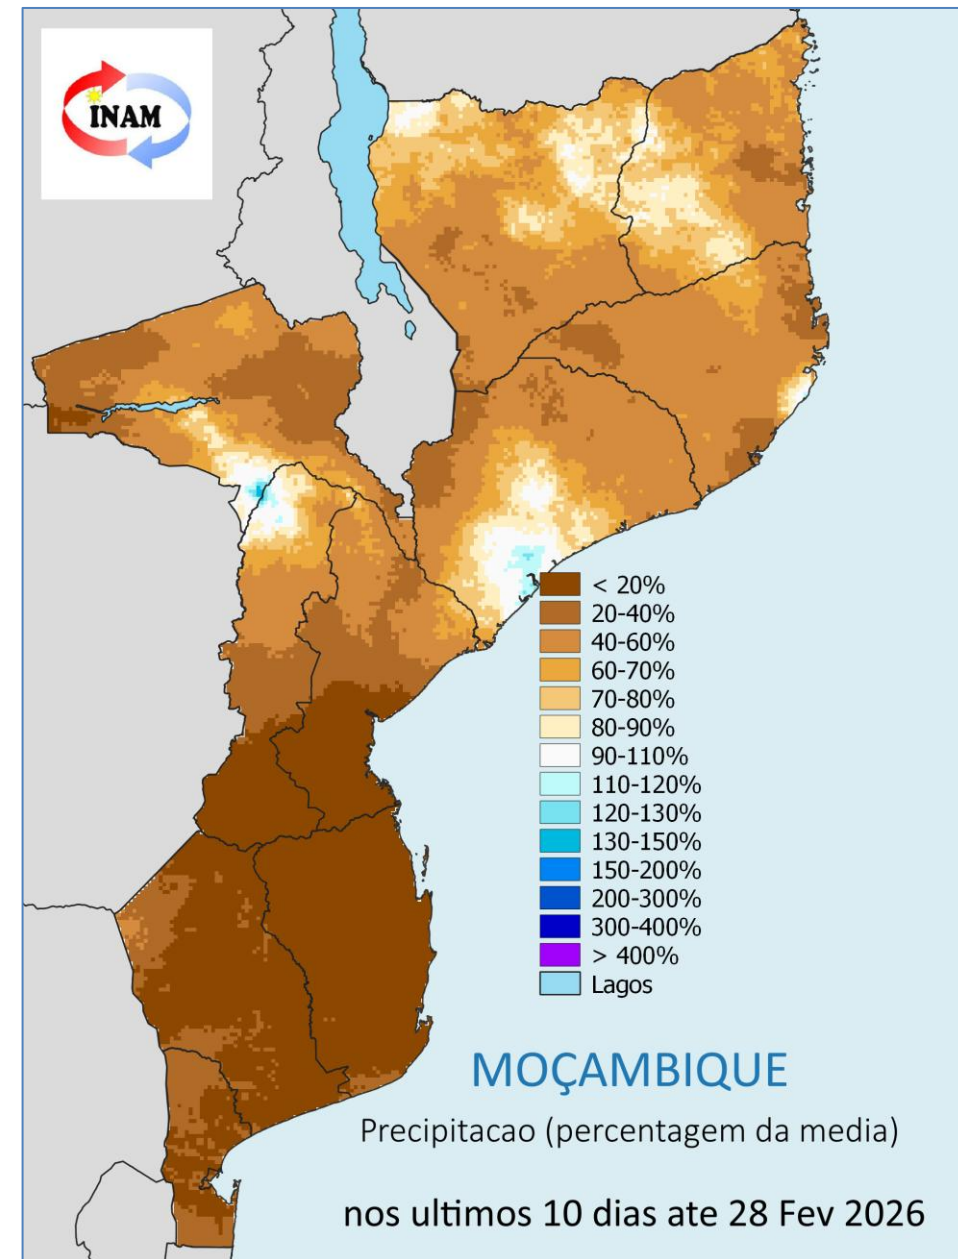 INAM
< 20%
20-40%
40-60%
60-70%
70-80%
80-90%
90-110%
110-120%
120-130%
130-150%
150-200%
200-300%
300-400%
> 400%
Lagos
MOÇAMBIQUE
Precipitacao (percentagem da media)
nos ultimos 10 dias ate 28 Fev 2026